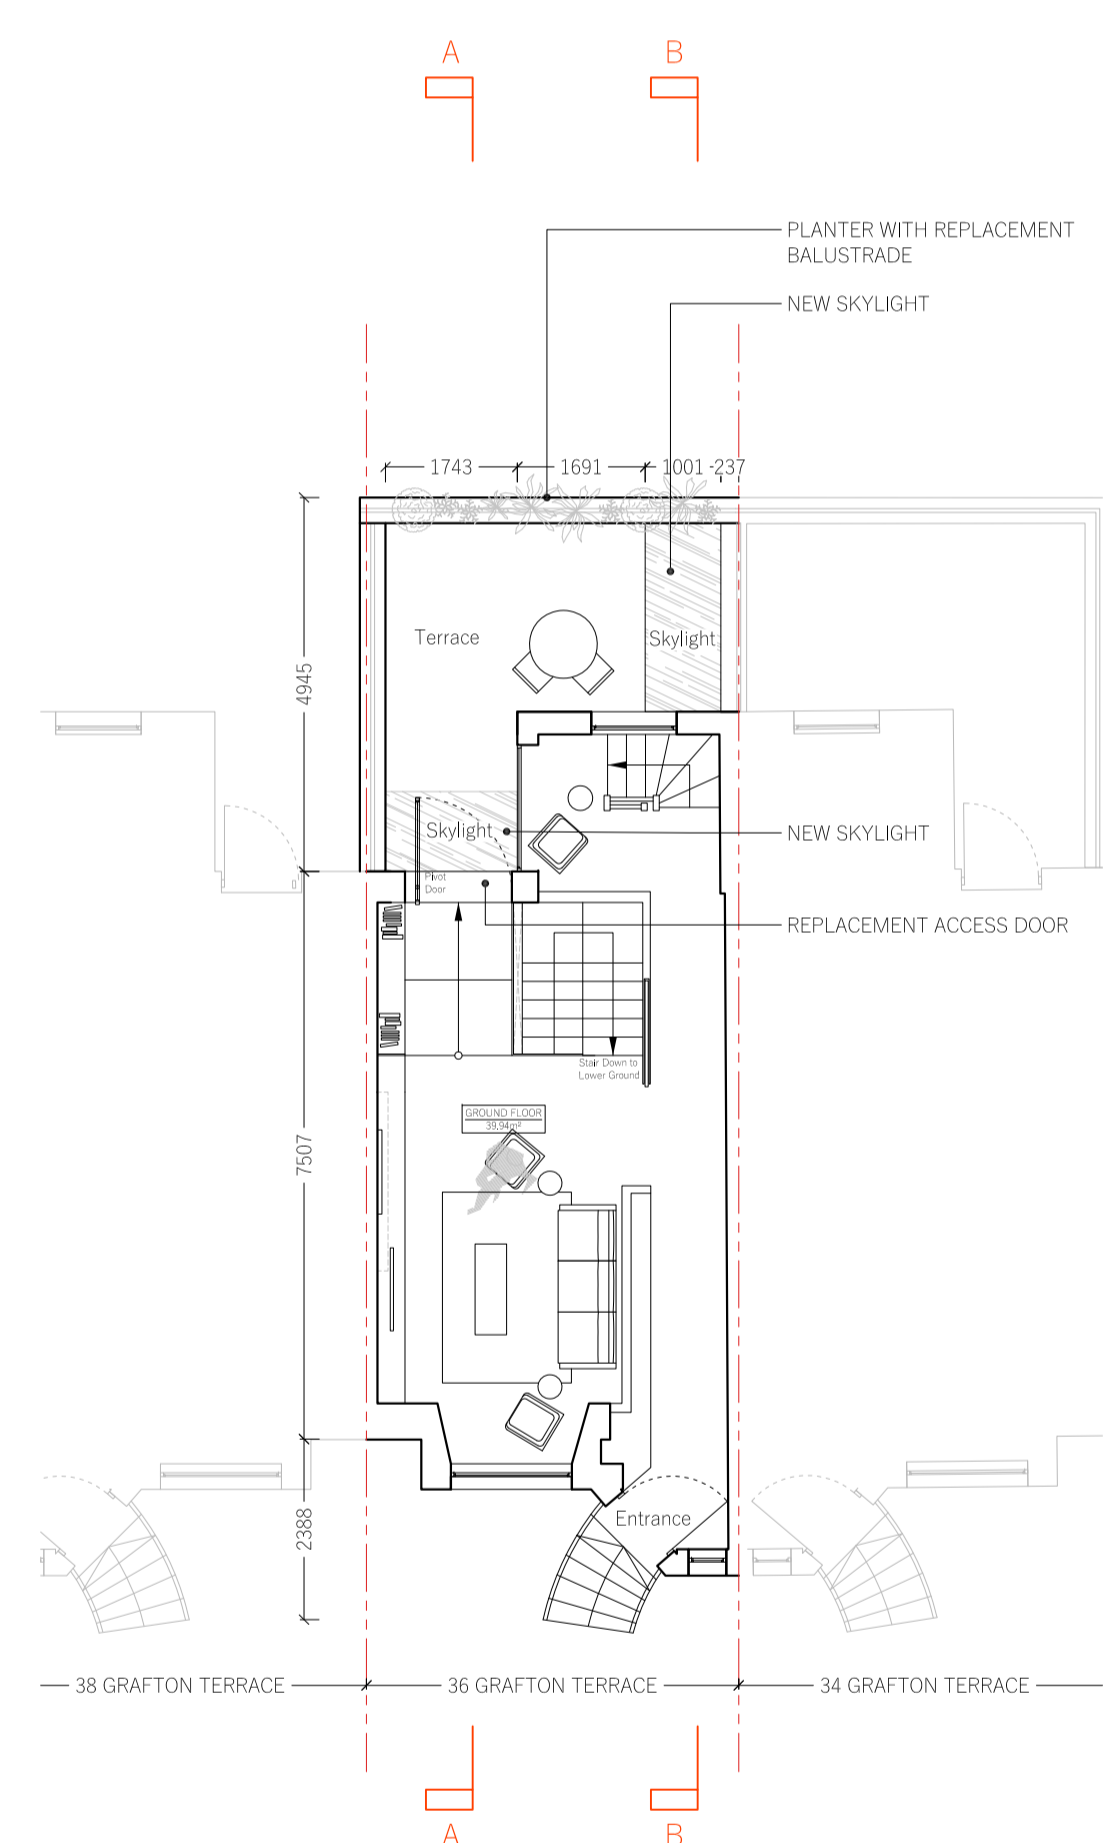 A
B
PLANTER WITH REPLACEMENT
BALUSTRADE
NEW SKYLIGHT
1743
1691
1001
237
4945
Terrace
Skylight
Skylight
NEW SKYLIGHT
Pivot
Door
REPLACEMENT ACCESS DOOR
Stair Down to
Lower Ground
GROUND FLOOR
39.94m²
7507
2388
Entrance
38 GRAFTON TERRACE
36 GRAFTON TERRACE
34 GRAFTON TERRACE
A
B